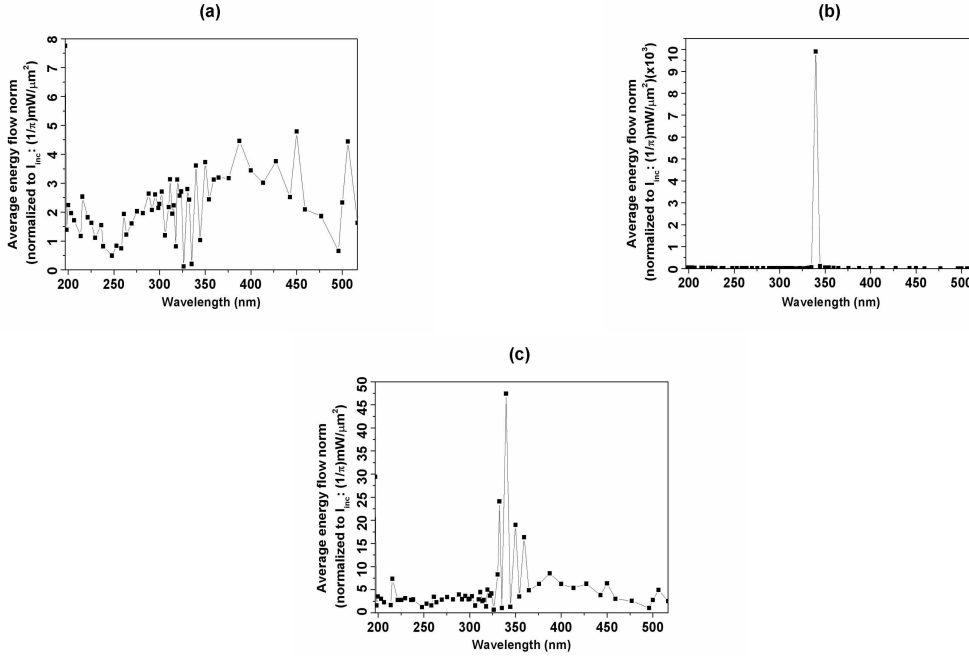 (a)
Average energy flow norm
(normalized to Iinc: (1/π)mW/μm²)
8
7
6
5
4
3
2
1
0
200 250 300 350 400 450 500
Wavelength (nm)
(b)
Average energy flow norm
(normalized to Iinc: (1/π)mW/μm²)(x10³)
10
9
8
7
6
5
4
3
2
1
0
200 250 300 350 400 450 500
Wavelength (nm)
(c)
Average energy flow norm
(normalized to Iinc: (1/π)mW/μm²)
50
45
40
35
30
25
20
15
10
5
0
200 250 300 350 400 450 500
Wavelength (nm)